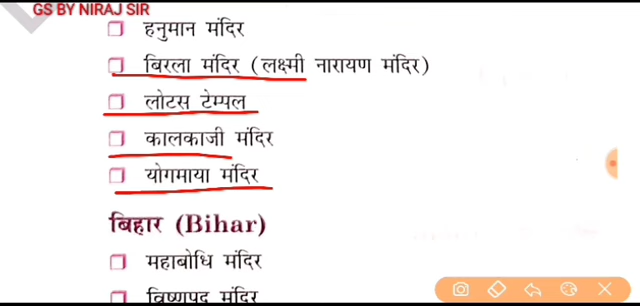 GS BY NIRAJ SIR
हनुमान मंदिर
बिरला मंदिर (लक्ष्मी नारायण मंदिर)
लोटस टेम्पल
कालकाजी मंदिर
योगमाया मंदिर
बिहार (Bihar)
महाबोधि मंदिर
विष्णुपद मंदिर